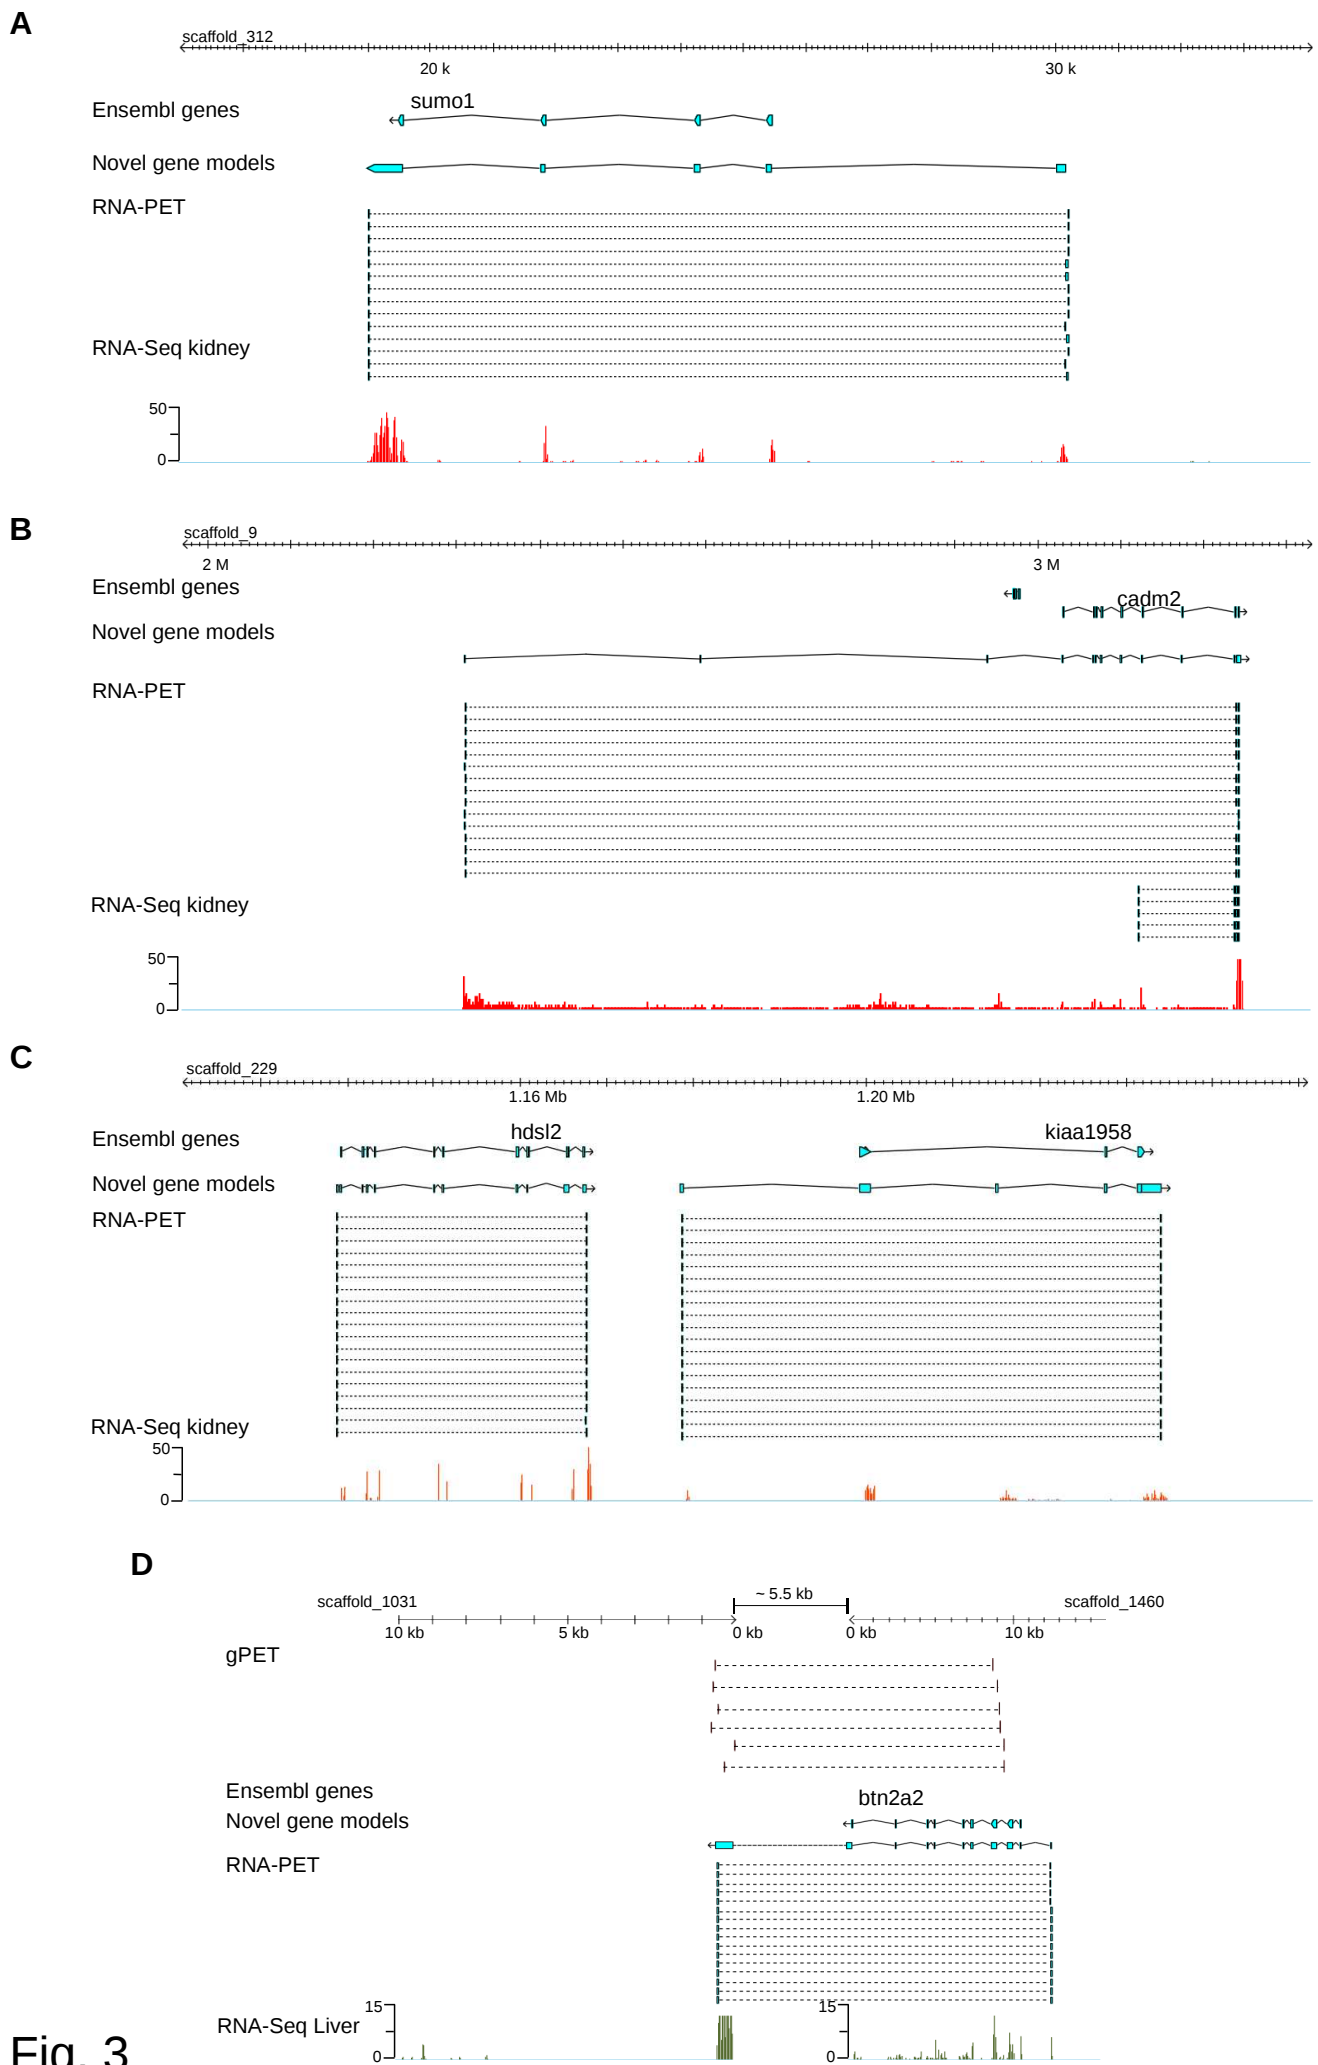 A
scaffold_312
20 k
30 k
Ensembl genes
sumo1
Novel gene models
RNA-PET
RNA-Seq kidney
50
0
B
scaffold_9
2 M
3 M
Ensembl genes
cadm2
Novel gene models
RNA-PET
RNA-Seq kidney
50
0
C
scaffold_229
1.16 Mb
1.20 Mb
Ensembl genes
hdsl2
kiaa1958
Novel gene models
RNA-PET
RNA-Seq kidney
50
0
D
~ 5.5 kb
scaffold_1031
scaffold_1460
10 kb
5 kb
0 kb
0 kb
10 kb
gPET
Ensembl genes
btn2a2
Novel gene models
RNA-PET
15
15
RNA-Seq Liver
0
0
Fig. 3